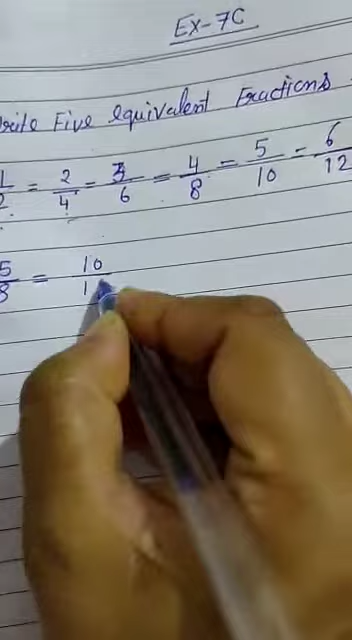 Ex-7C
rite Five equivalent Fractions
1/2 = 2/4 = 3/6 = 4/8 = 5/10 = 6/12
5/8 = 10/1